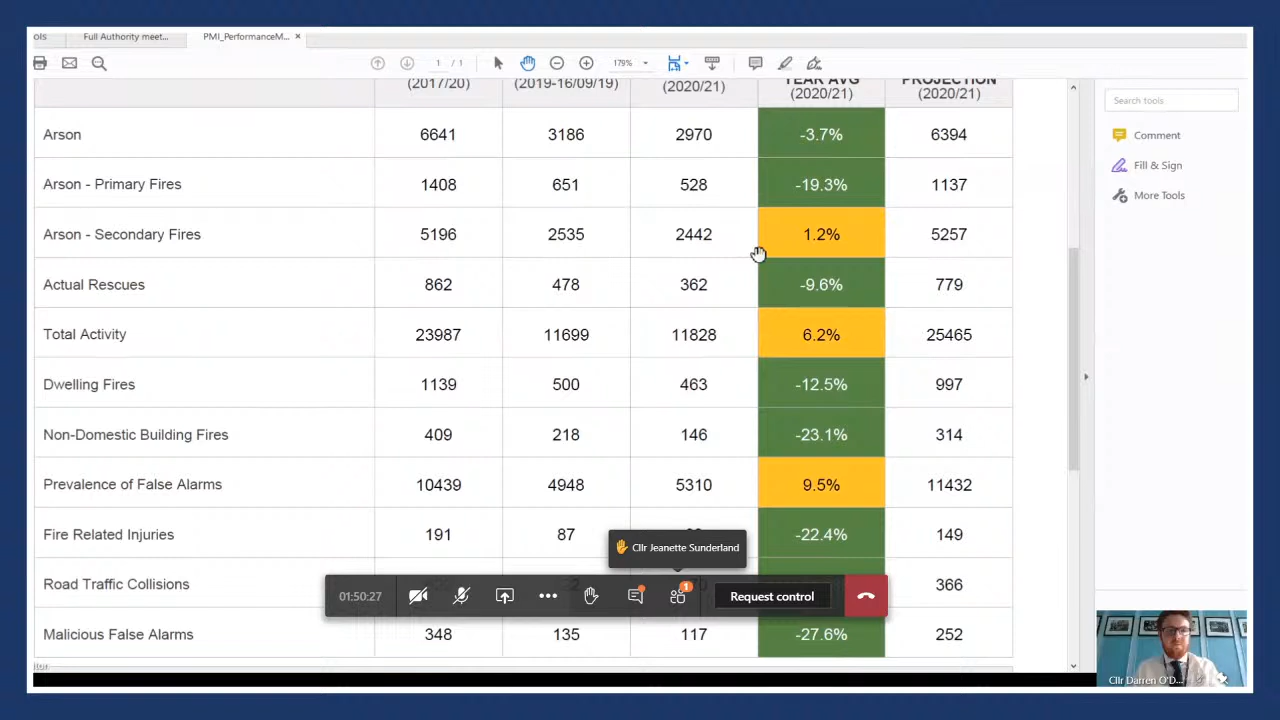 ols Full Authority meet... PMI_PerformanceM... ×
1 / 1 179%
YEAR AVG PROJECTION
(2017/20) (2019-16/09/19) (2020/21) (2020/21) (2020/21)
Arson 6641 3186 2970 -3.7% 6394
Arson - Primary Fires 1408 651 528 -19.3% 1137
Arson - Secondary Fires 5196 2535 2442 1.2% 5257
Actual Rescues 862 478 362 -9.6% 779
Total Activity 23987 11699 11828 6.2% 25465
Dwelling Fires 1139 500 463 -12.5% 997
Non-Domestic Building Fires 409 218 146 -23.1% 314
Prevalence of False Alarms 10439 4948 5310 9.5% 11432
Fire Related Injuries 191 87 -22.4% 149
Cllr Jeanette Sunderland
Road Traffic Collisions 366
01:50:27 1 Request control
Malicious False Alarms 348 135 117 -27.6% 252
Search tools
Comment
Fill & Sign
More Tools
Cllr Darren O'D...